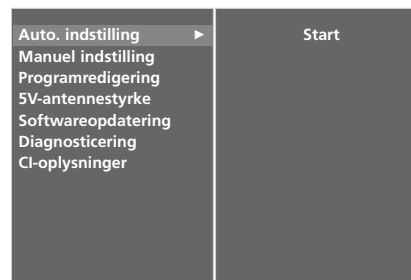 Auto. indstilling ►
Start
Manuel indstilling
Programredigering
5V-antennestyrke
Softwareopdatering
Diagnosticering
CI-oplysninger